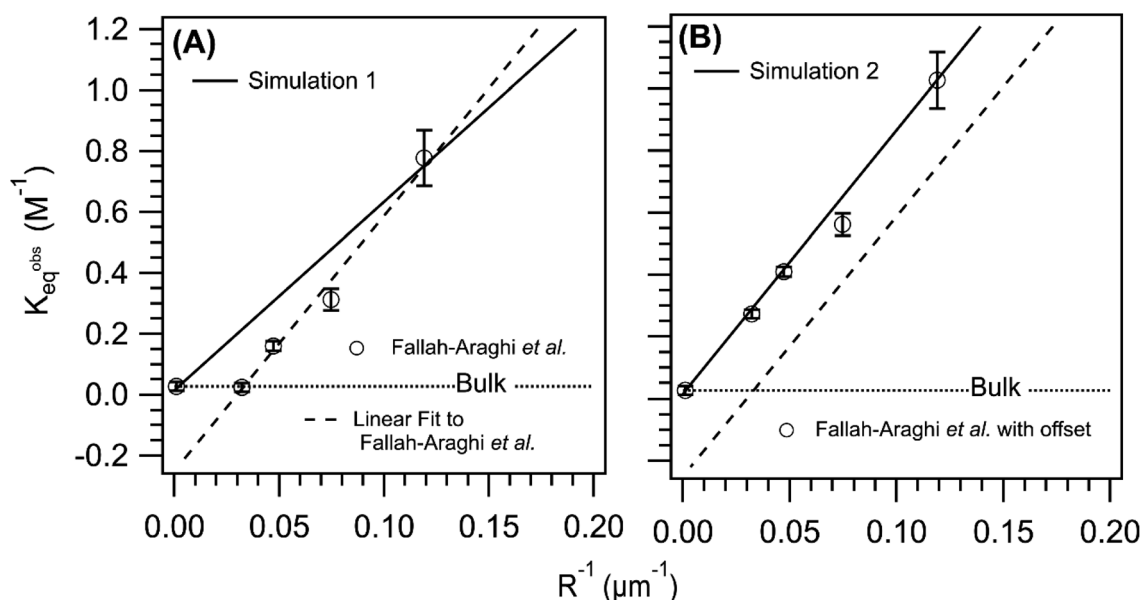 (A)
Simulation 1
Fallah-Araghi et al.
Bulk
Linear Fit to
Fallah-Araghi et al.
1.2
1.0
0.8
0.6
0.4
0.2
0.0
-0.2
K_eq^obs (M^-1)
0.00 0.05 0.10 0.15 0.20
(B)
Simulation 2
Bulk
Fallah-Araghi et al. with offset
0.00 0.05 0.10 0.15 0.20
R^-1 (μm^-1)